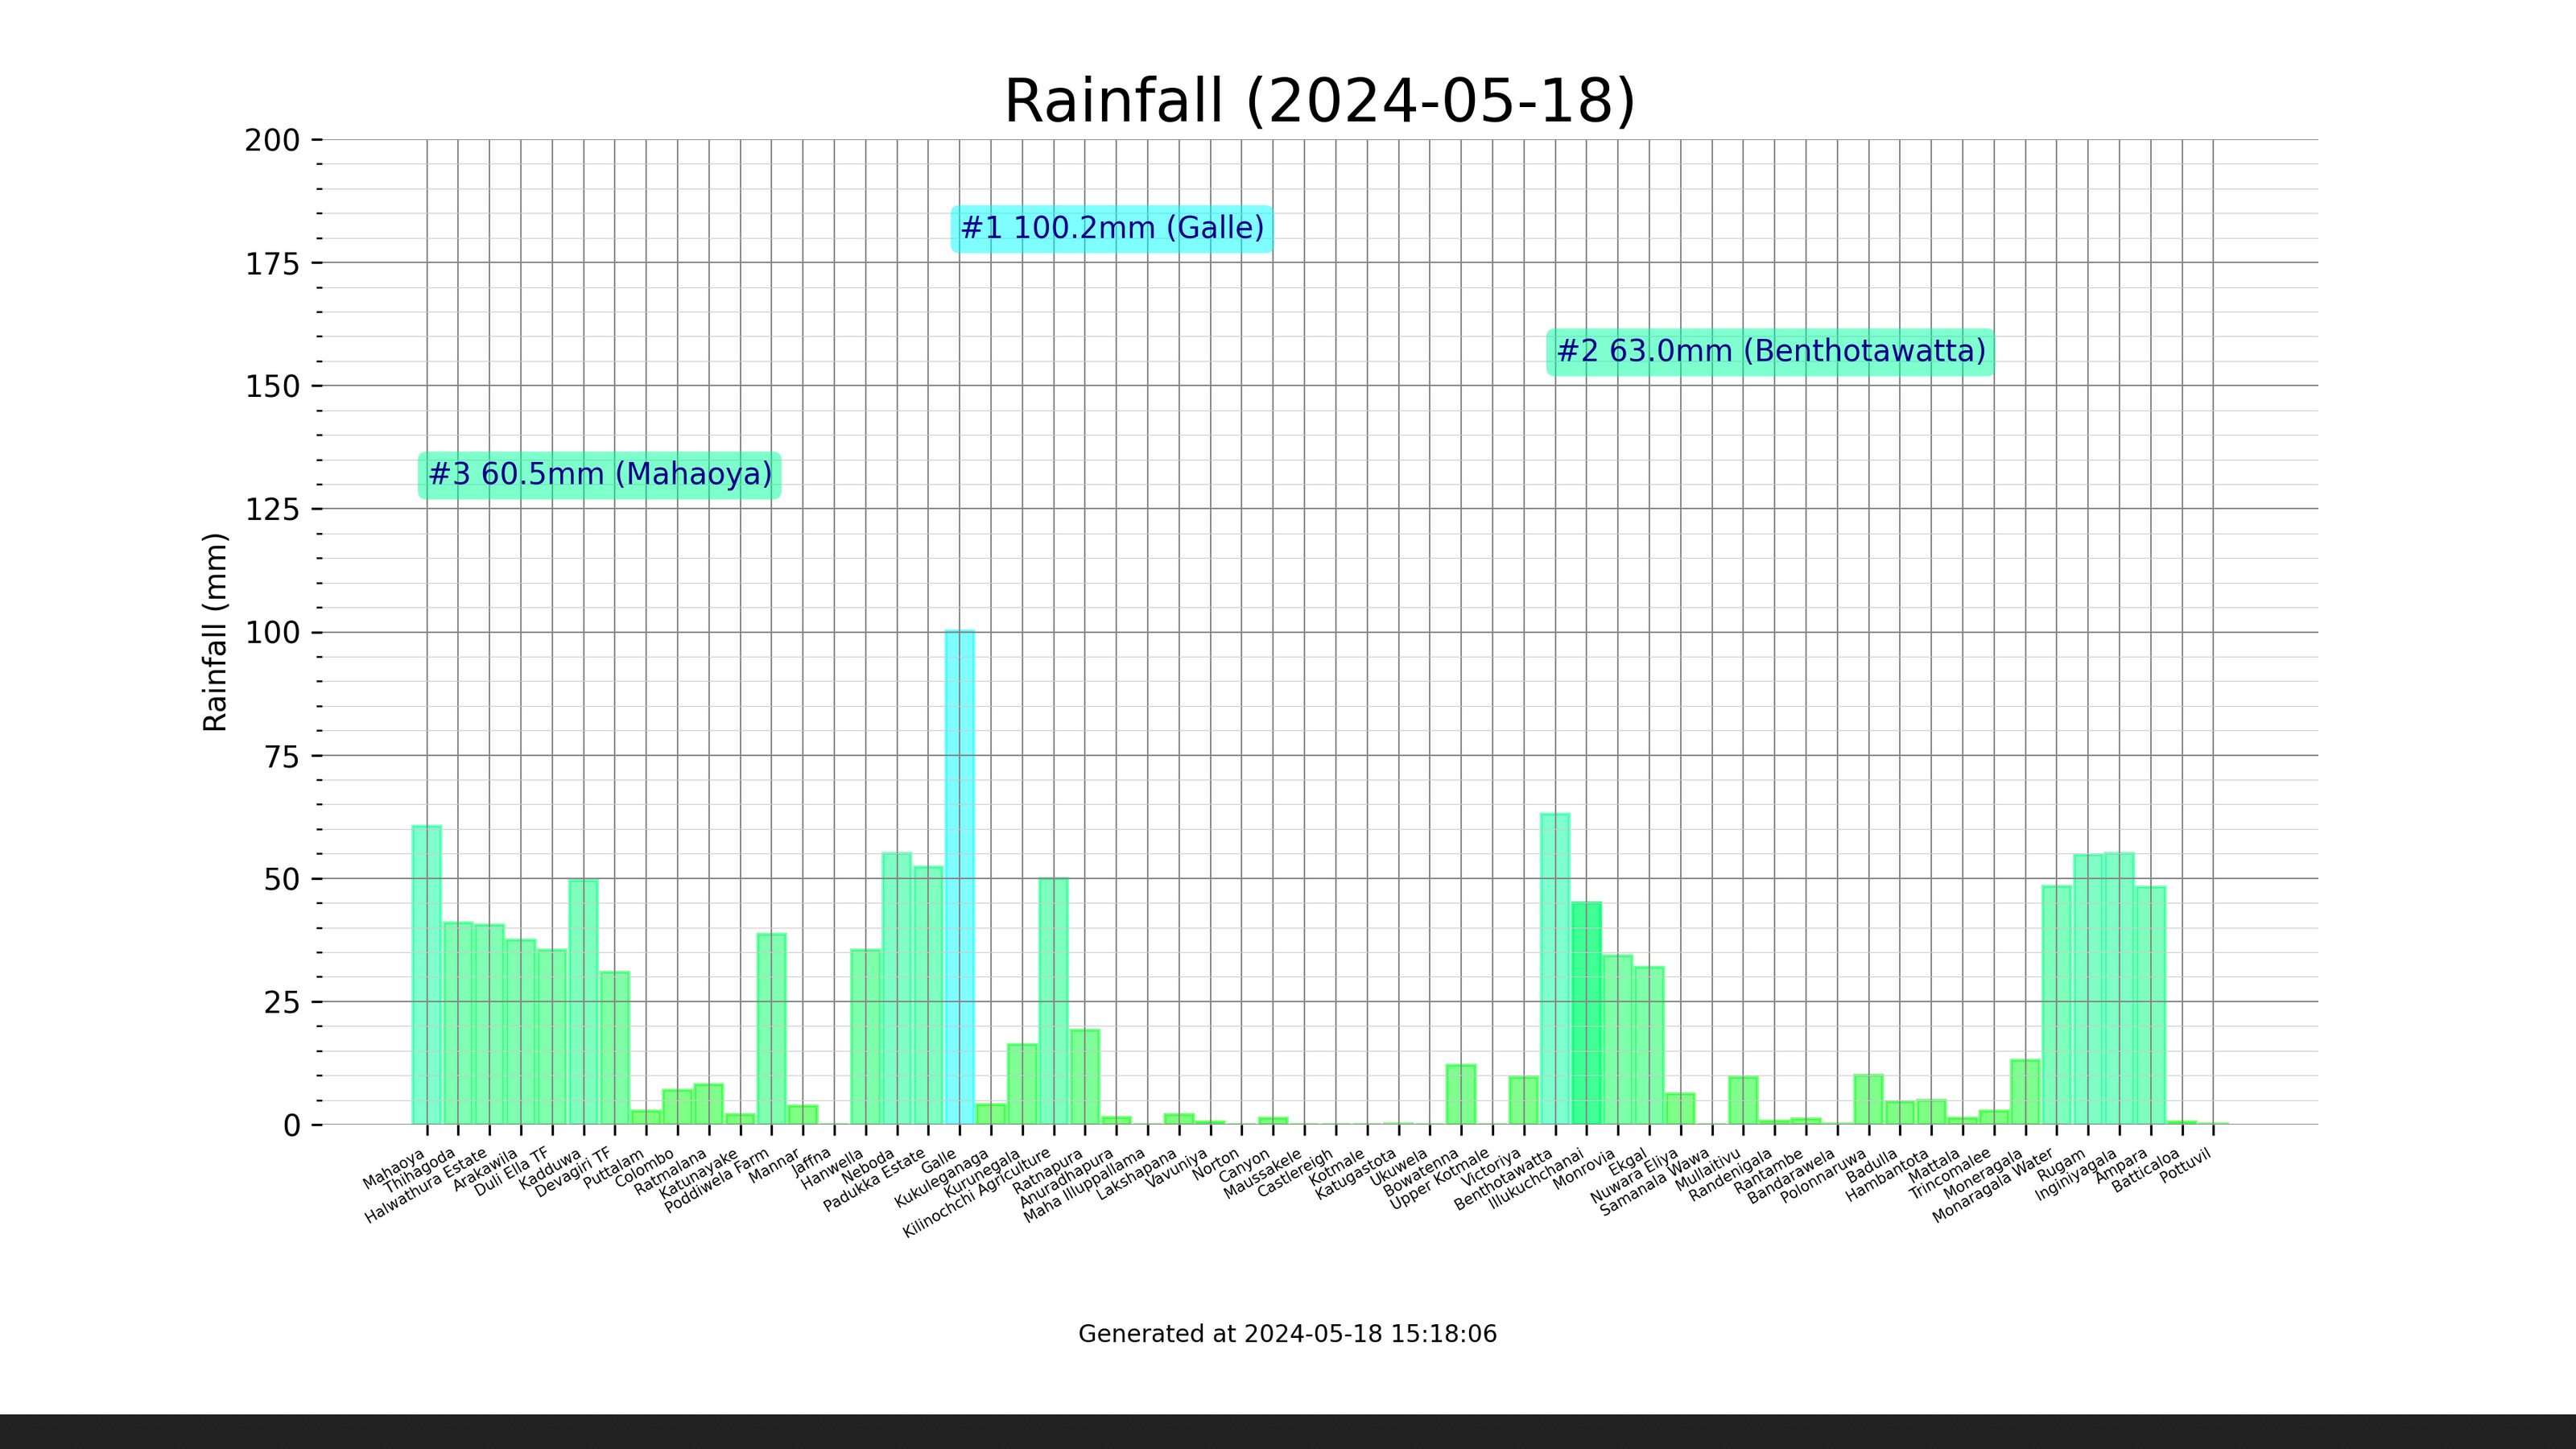 Rainfall (2024-05-18)
200
175
150
125
100
75
50
25
0
Rainfall (mm)
#1 100.2mm (Galle)
#2 63.0mm (Benthotawatta)
#3 60.5mm (Mahaoya)
Mahaoya
Thihagoda
Halwathura Estate
Arakawila
Duli Ella TF
Kadduwa
Devagiri TF
Puttalam
Colombo
Ratmalana
Katunayake
Poddiwela Farm
Mannar
Jaffna
Hanwella
Neboda
Padukka Estate
Galle
Kukuleganaga
Kurunegala
Kilinochchi Agriculture
Ratnapura
Anuradhapura
Maha Illuppallama
Lakshapana
Vavuniya
Norton
Canyon
Maussakele
Castlereigh
Kotmale
Katugastota
Ukuwela
Bowatenna
Upper Kotmale
Victoriya
Benthotawatta
Illukuchchanai
Monrovia
Ekgal
Nuwara Eliya
Samanala Wawa
Mullaitivu
Randenigala
Rantambe
Bandarawela
Polonnaruwa
Badulla
Hambantota
Mattala
Trincomalee
Moneragala
Monaragala Water
Rugam
Inginiyagala
Ampara
Batticaloa
Pottuvil
Generated at 2024-05-18 15:18:06